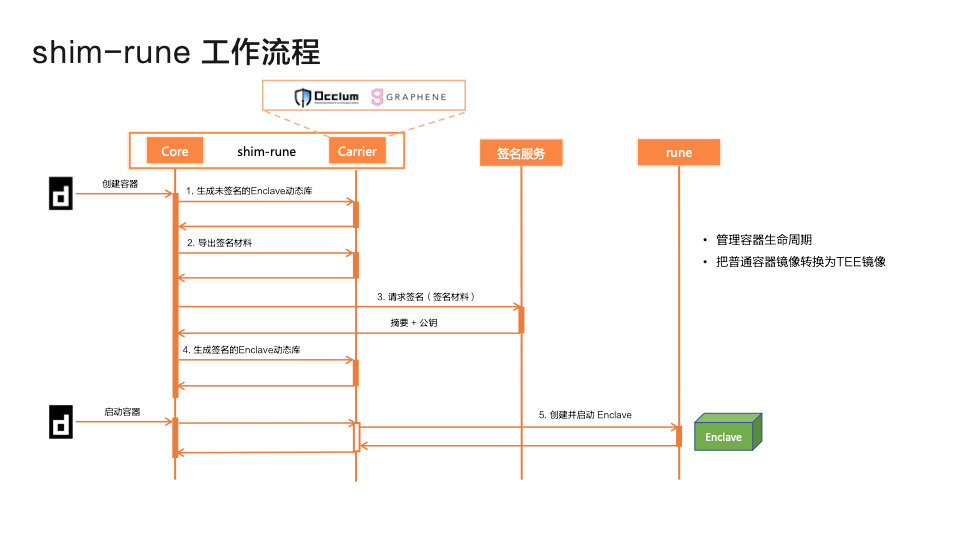 shim-rune 工作流程
Occlum GRAPHENE
Core shim-rune Carrier 签名服务 rune
d 创建容器
1. 生成未签名的Enclave动态库
2. 导出签名材料
管理容器生命周期
把普通容器镜像转换为TEE镜像
3. 请求签名（签名材料）
摘要 + 公钥
4. 生成签名的Enclave动态库
d 启动容器
5. 创建并启动 Enclave
Enclave